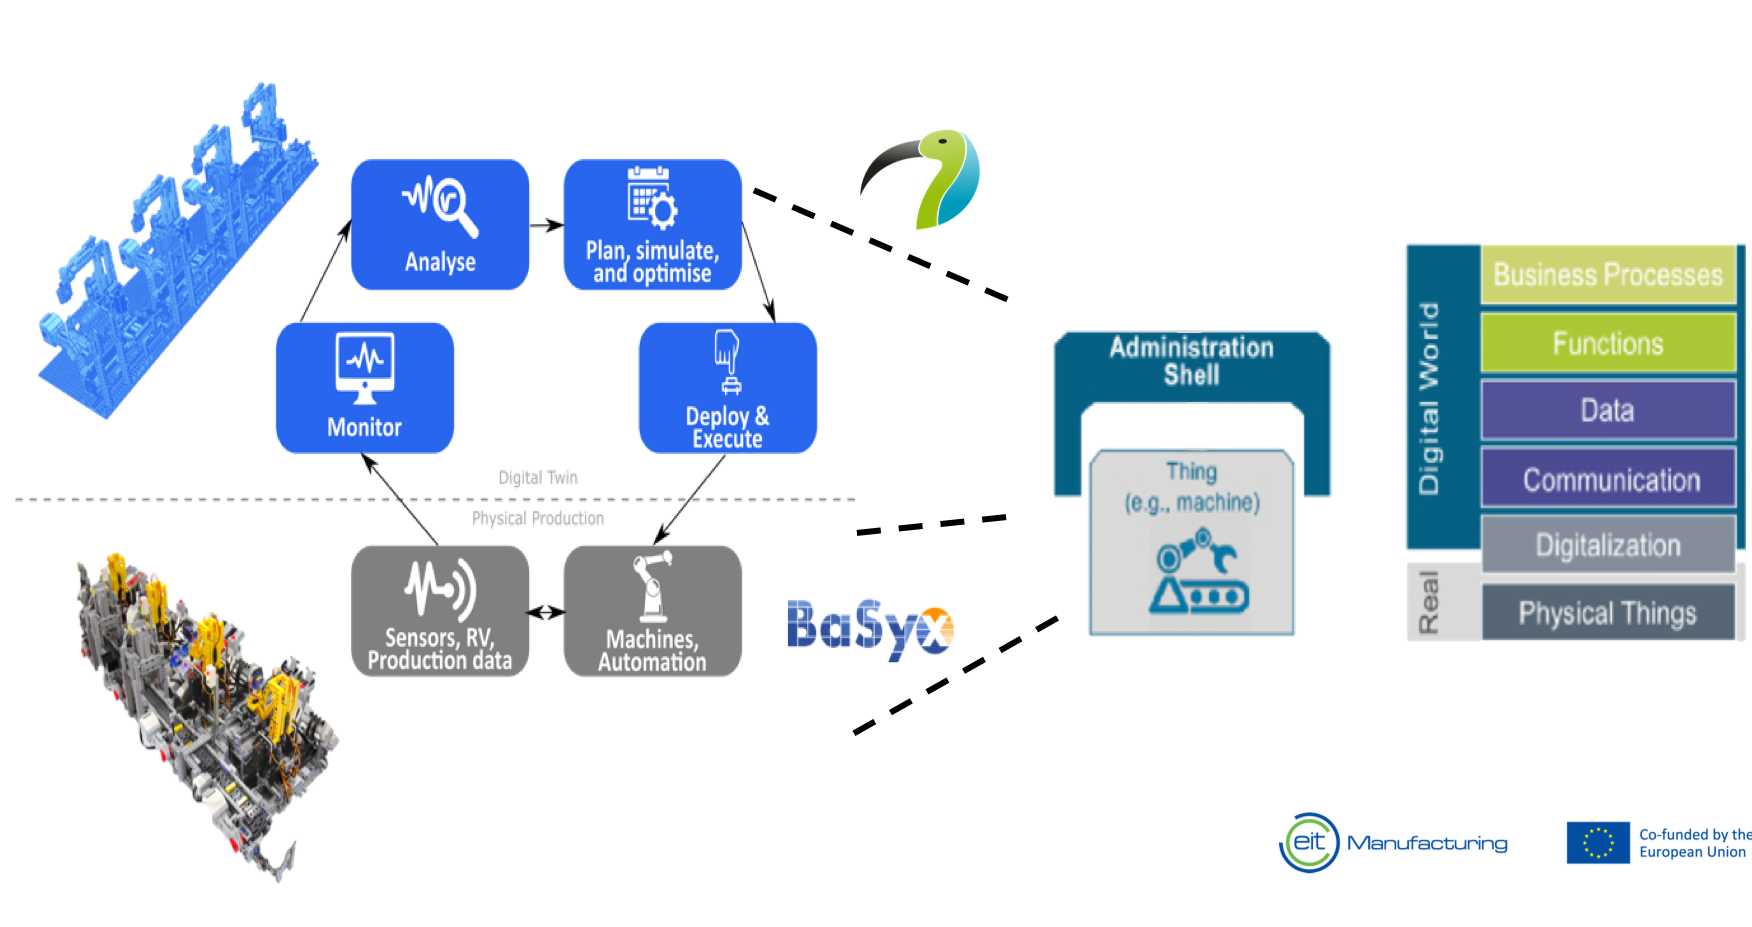 Analyse
Plan, simulate,
and optimise
Monitor
Deploy &
Execute
Digital Twin
Physical Production
Sensors, RV,
Production data
Machines,
Automation
BaSyx
Administration
Shell
Thing
(e.g., machine)
Digital World
Business Processes
Functions
Data
Communication
Digitalization
Real
Physical Things
eit Manufacturing
Co-funded by the
European Union